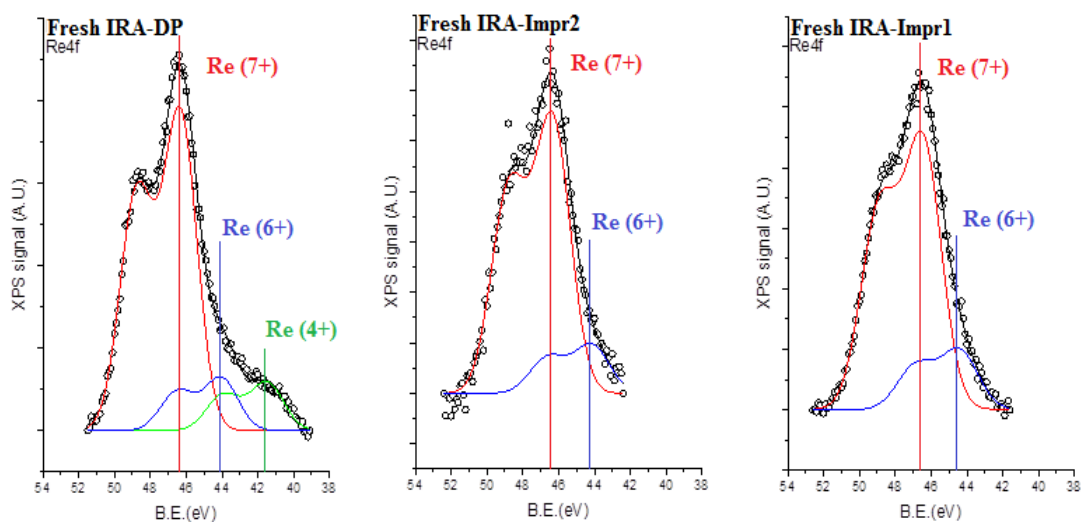 Fresh IRA-DP
Re4f
Re (7+)
Re (6+)
Re (4+)
XPS signal (A.U.)
54 52 50 48 46 44 42 40 38
B.E.(eV)
Fresh IRA-Impr2
Re4f
Re (7+)
Re (6+)
XPS signal (A.U.)
54 52 50 48 46 44 42 40 38
B.E.(eV)
Fresh IRA-Impr1
Re4f
Re (7+)
Re (6+)
XPS signal (A.U.)
54 52 50 48 46 44 42 40 38
B.E.(eV)